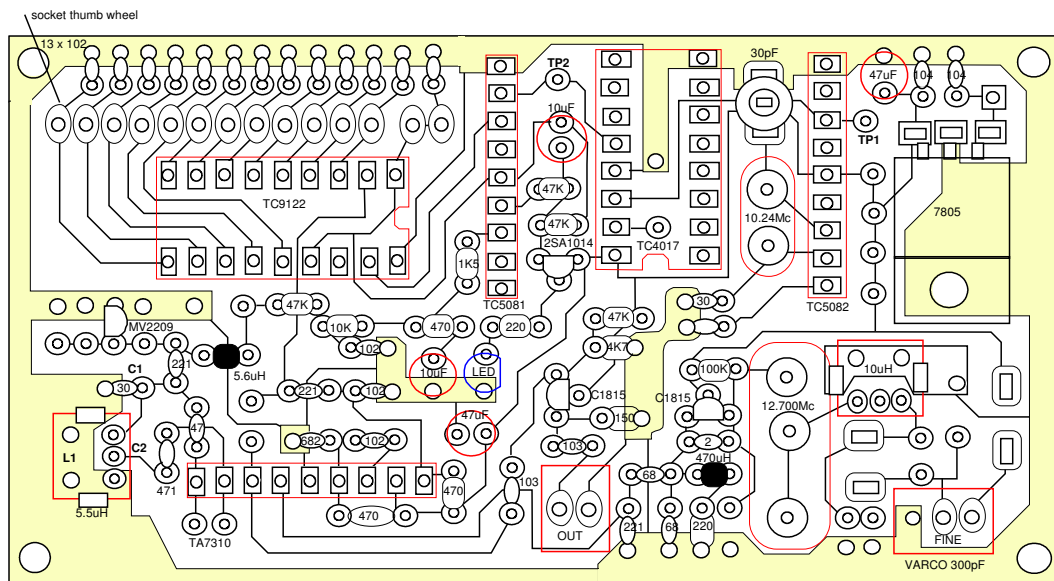 socket thumb wheel
13 x 102
TP2
30pF
47uF
104
104
10uF
TP1
TC9122
47K
10.24Mc
7805
47K
2SA1014
TC4017
1K5
TC5081
TC5082
30
47K
MV2209
10K
470
220
47K
102
4K7
221
C1
5.6uH
10uF
LED
100K
10uH
30
221
102
C1815
C1815
12.700Mc
150
47uF
47
C2
682
102
103
2
L1
470uH
471
470
103
68
5.5uH
470
221
68
220
OUT
FINE
TA7310
VARCO 300pF